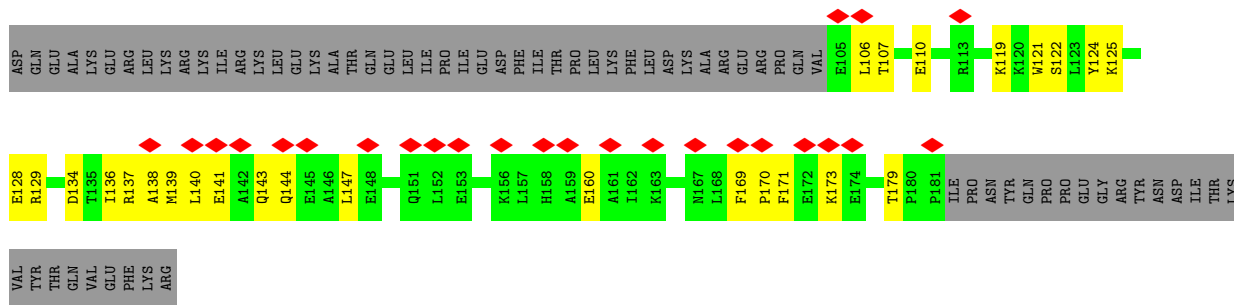 ASP GLN GLU ALA LYS GLU ARG LEU LYS ARG LYS ILE ARG LYS LEU GLU LYS ALA THR GLN GLU LEU ILE PRO ILE GLU ASP PHE ILE THR PRO LEU LYS PHE LEU ASP LYS ALA ARG GLU ARG PRO GLN VAL E105 L106 T107 E110 R113 K119 K120 W121 S122 L123 Y124 K125
E128 R129 D134 T135 I136 R137 A138 M139 L140 E141 A142 Q143 Q144 E145 A146 L147 E148 Q151 L152 E153 K156 L157 H158 A159 E160 A161 I162 K163 N167 L168 F169 P170 F171 E172 K173 E174 T179 P180 P181 ILE PRO ASN TYR GLN PRO PRO GLU GLY ARG TYR ASN ASP ILE THR LYS
VAL TYR THR GLN VAL GLU PHE LYS ARG